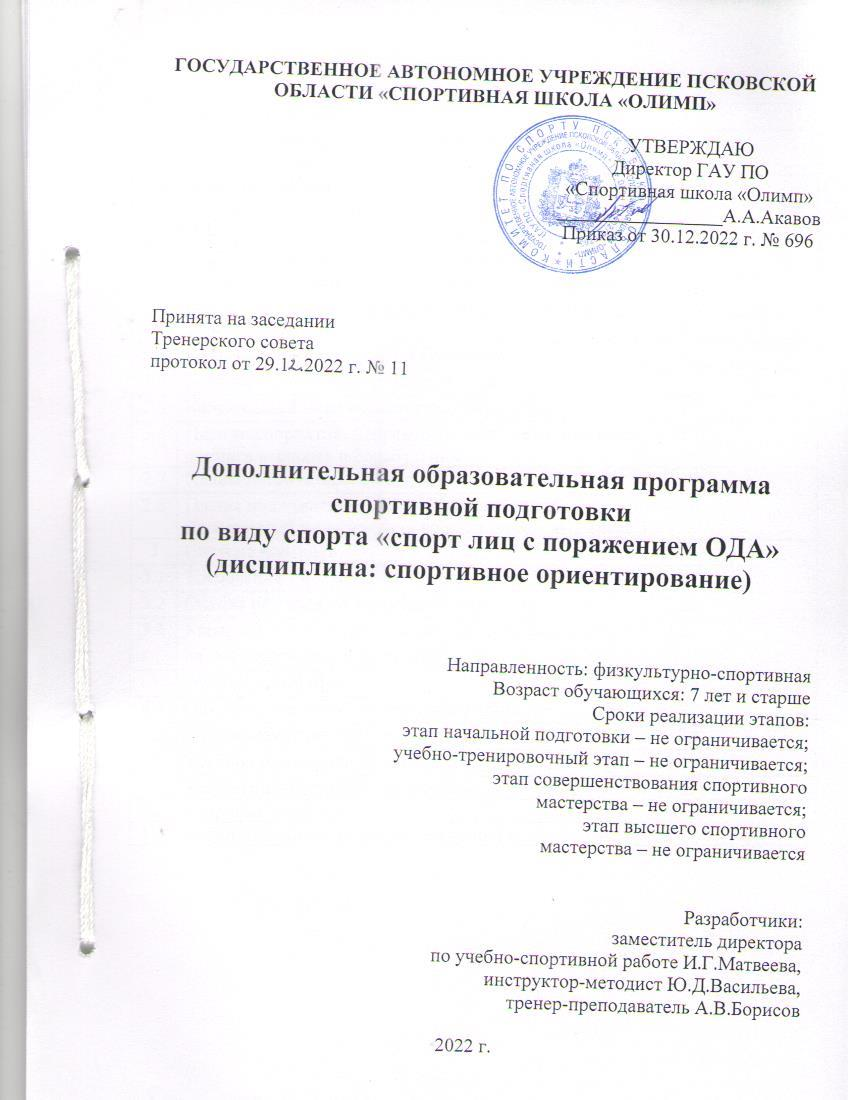 ГОСУДАРСТВЕННОЕ АВТОНОМНОЕ УЧРЕЖДЕНИЕ ПСКОВСКОЙ
ОБЛАСТИ «СПОРТИВНАЯ ШКОЛА «ОЛИМП»
УТВЕРЖДАЮ
Директор ГАУ ПО
«Спортивная школа «Олимп»
А.А.Акавов
Приказ от 30.12.2022 г. № 696
Принята на заседании
Тренерского совета
протокол от 29.12.2022 г. № 11
Дополнительная образовательная программа
спортивной подготовки
по виду спорта «спорт лиц с поражением ОДА»
(дисциплина: спортивное ориентирование)
Направленность: физкультурно-спортивная
Возраст обучающихся: 7 лет и старше
Сроки реализации этапов:
этап начальной подготовки – не ограничивается;
учебно-тренировочный этап – не ограничивается;
этап совершенствования спортивного
мастерства – не ограничивается;
этап высшего спортивного
мастерства – не ограничивается
Разработчики:
заместитель директора
по учебно-спортивной работе И.Г.Матвеева,
инструктор-методист Ю.Д.Васильева,
тренер-преподаватель А.В.Борисов
2022 г.